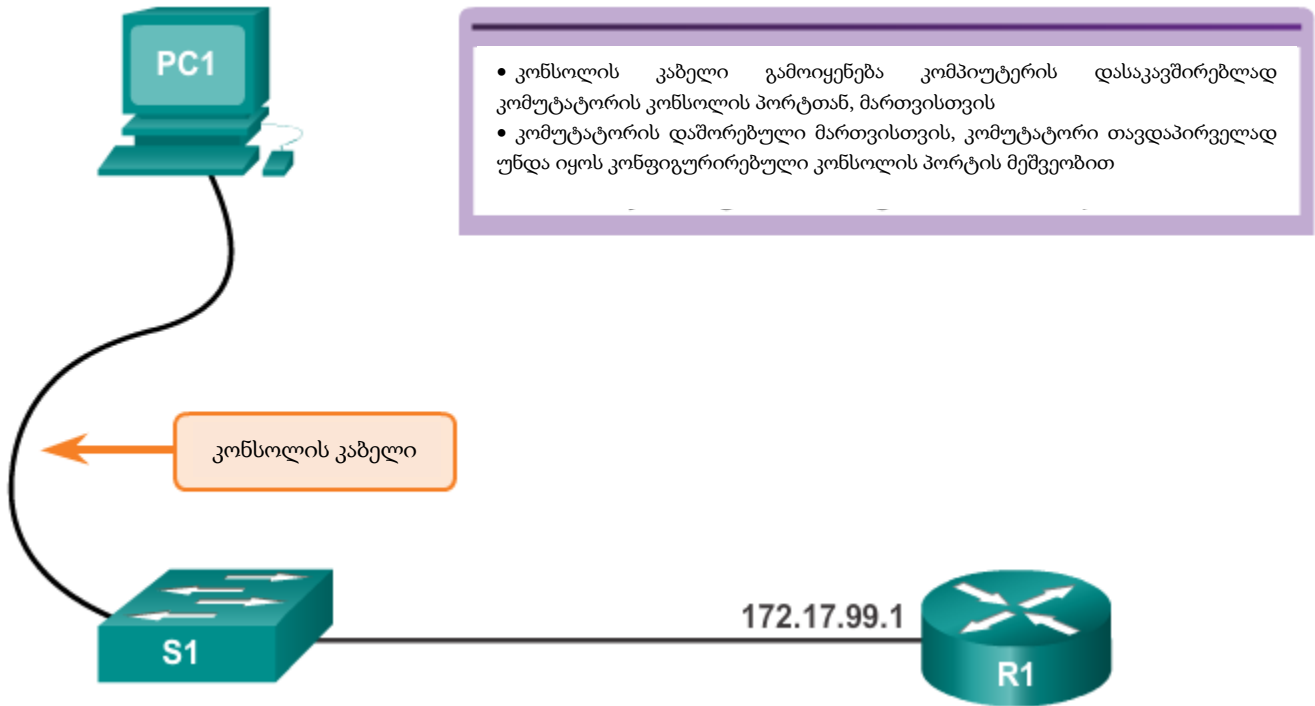 PC1
• კონსოლის კაბელი გამოიყენება კომპიუტერის დასაკავშირებლად
კომუტატორის კონსოლის პორტთან, მართვისთვის
• კომუტატორის დაშორებული მართვისთვის, კომუტატორი თავდაპირველად
უნდა იყოს კონფიგურირებული კონსოლის პორტის მეშვეობით
კონსოლის კაბელი
172.17.99.1
S1
R1